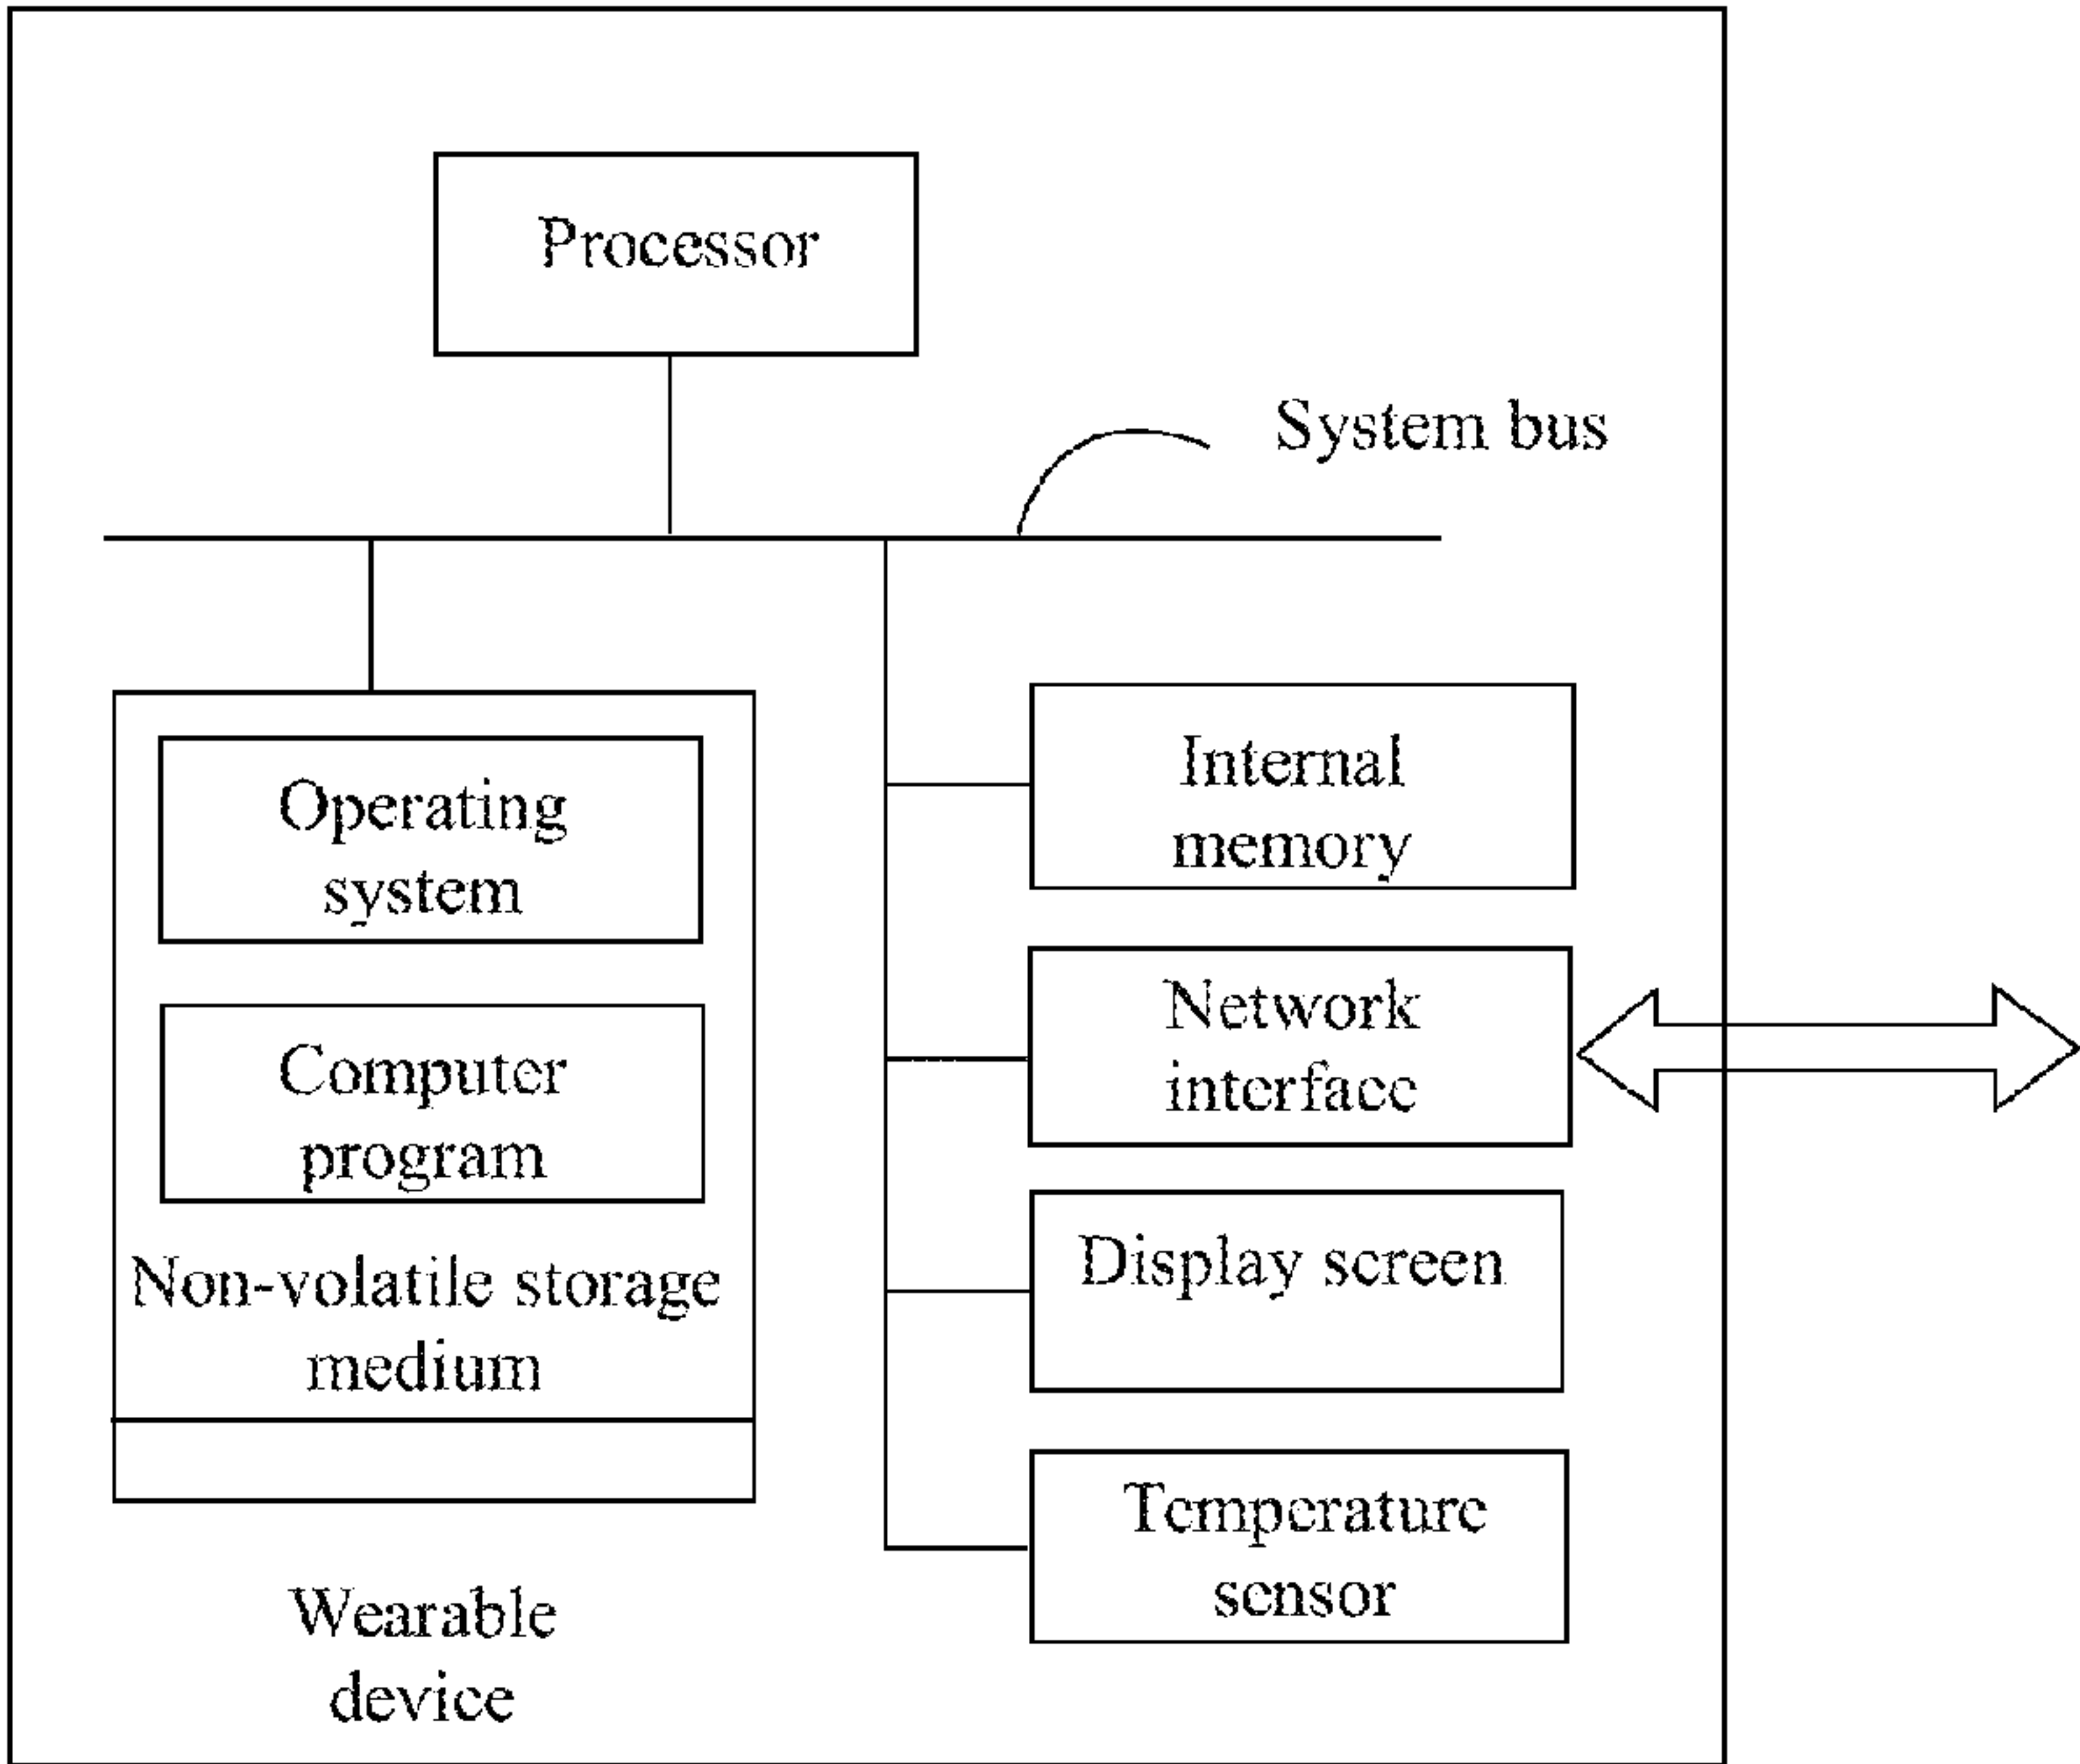 Processor
System bus
Operating
system
Computer
program
Non-volatile storage
medium
Internal
memory
Network
interface
Display screen
Temperature
sensor
Wearable
device